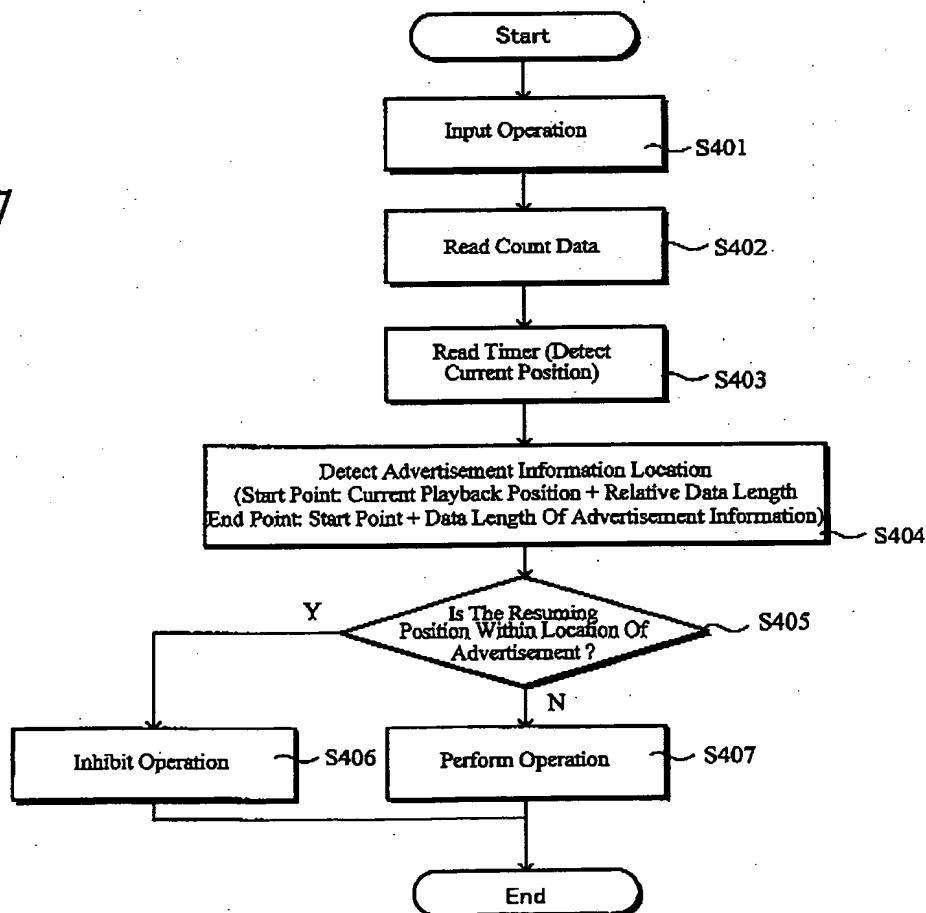 Start
Input Operation
S401
Read Count Data
S402
Read Timer (Detect
Current Position)
S403
Detect Advertisement Information Location
(Start Point: Current Playback Position + Relative Data Length
End Point: Start Point + Data Length Of Advertisement Information)
S404
Is The Resuming
Position Within Location Of
Advertisement ?
S405
Y
N
Inhibit Operation
S406
Perform Operation
S407
End